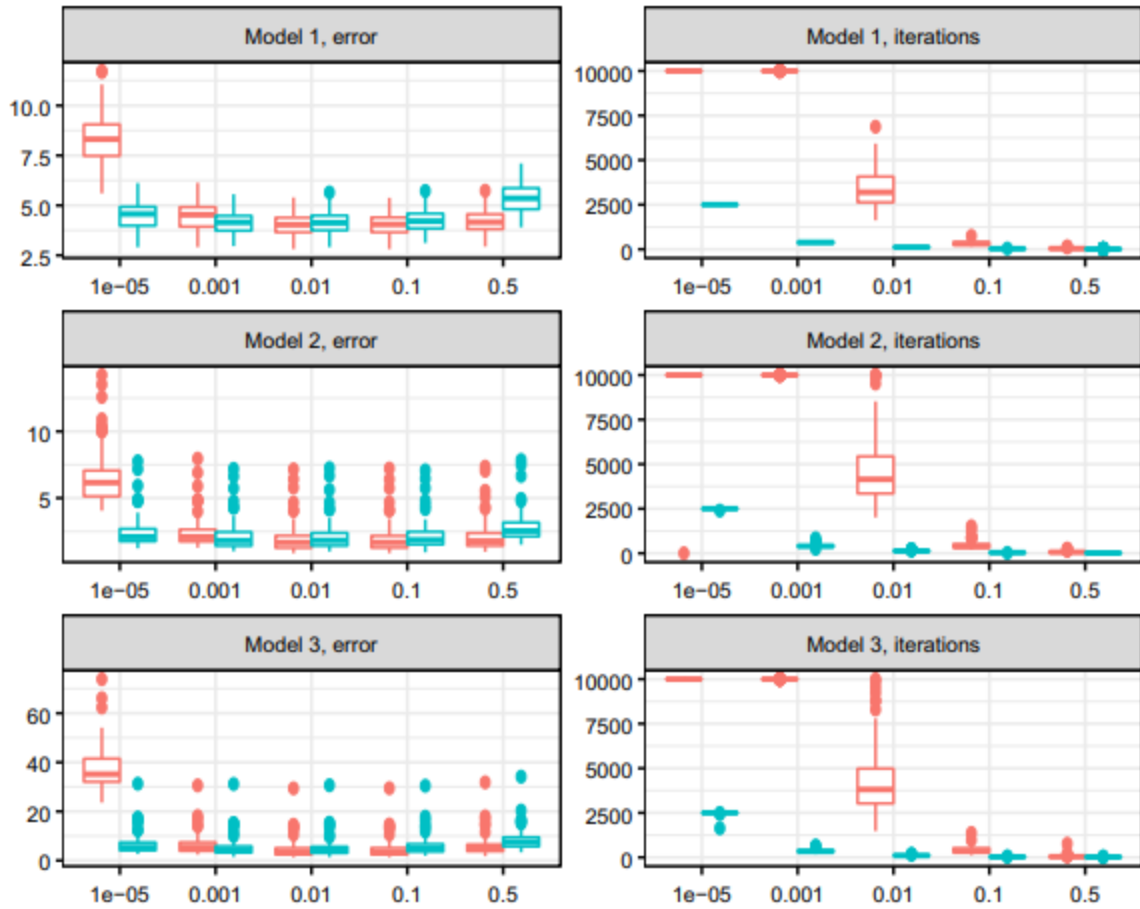 Model 1, error
10.0
7.5
5.0
2.5
1e−05 0.001 0.01 0.1 0.5
Model 1, iterations
10000
7500
5000
2500
0
1e−05 0.001 0.01 0.1 0.5
Model 2, error
10
5
1e−05 0.001 0.01 0.1 0.5
Model 2, iterations
10000
7500
5000
2500
0
1e−05 0.001 0.01 0.1 0.5
Model 3, error
60
40
20
0
1e−05 0.001 0.01 0.1 0.5
Model 3, iterations
10000
7500
5000
2500
0
1e−05 0.001 0.01 0.1 0.5